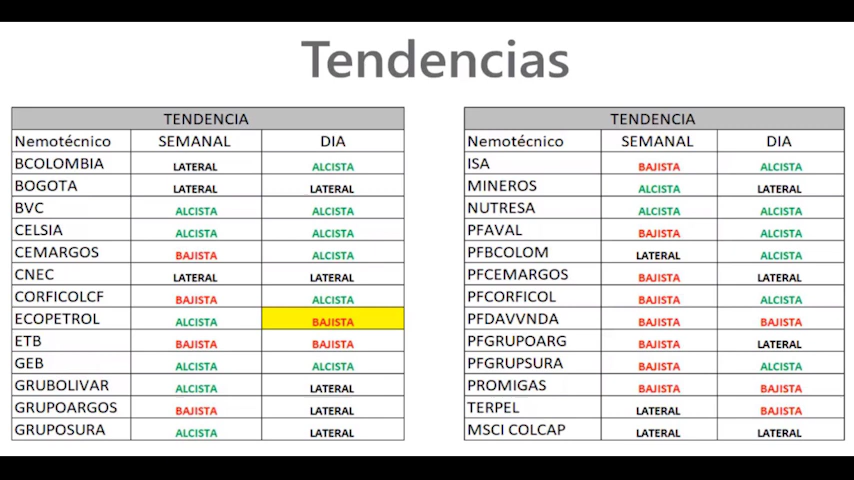 Tendencias
TENDENCIA
Nemotécnico SEMANAL DIA
BCOLOMBIA LATERAL ALCISTA
BOGOTA LATERAL LATERAL
BVC ALCISTA ALCISTA
CELSIA ALCISTA ALCISTA
CEMARGOS BAJISTA ALCISTA
CNEC LATERAL LATERAL
CORFICOLCF BAJISTA ALCISTA
ECOPETROL ALCISTA BAJISTA
ETB BAJISTA BAJISTA
GEB ALCISTA ALCISTA
GRUBOLIVAR ALCISTA LATERAL
GRUPOARGOS BAJISTA LATERAL
GRUPOSURA ALCISTA LATERAL
TENDENCIA
Nemotécnico SEMANAL DIA
ISA BAJISTA ALCISTA
MINEROS ALCISTA LATERAL
NUTRESA ALCISTA ALCISTA
PFAVAL BAJISTA ALCISTA
PFBCOLOM LATERAL ALCISTA
PFCEMARGOS BAJISTA LATERAL
PFCORFICOL BAJISTA ALCISTA
PFDAVVNDA BAJISTA BAJISTA
PFGRUPOARG BAJISTA LATERAL
PFGRUPSURA BAJISTA ALCISTA
PROMIGAS BAJISTA BAJISTA
TERPEL LATERAL BAJISTA
MSCI COLCAP LATERAL LATERAL